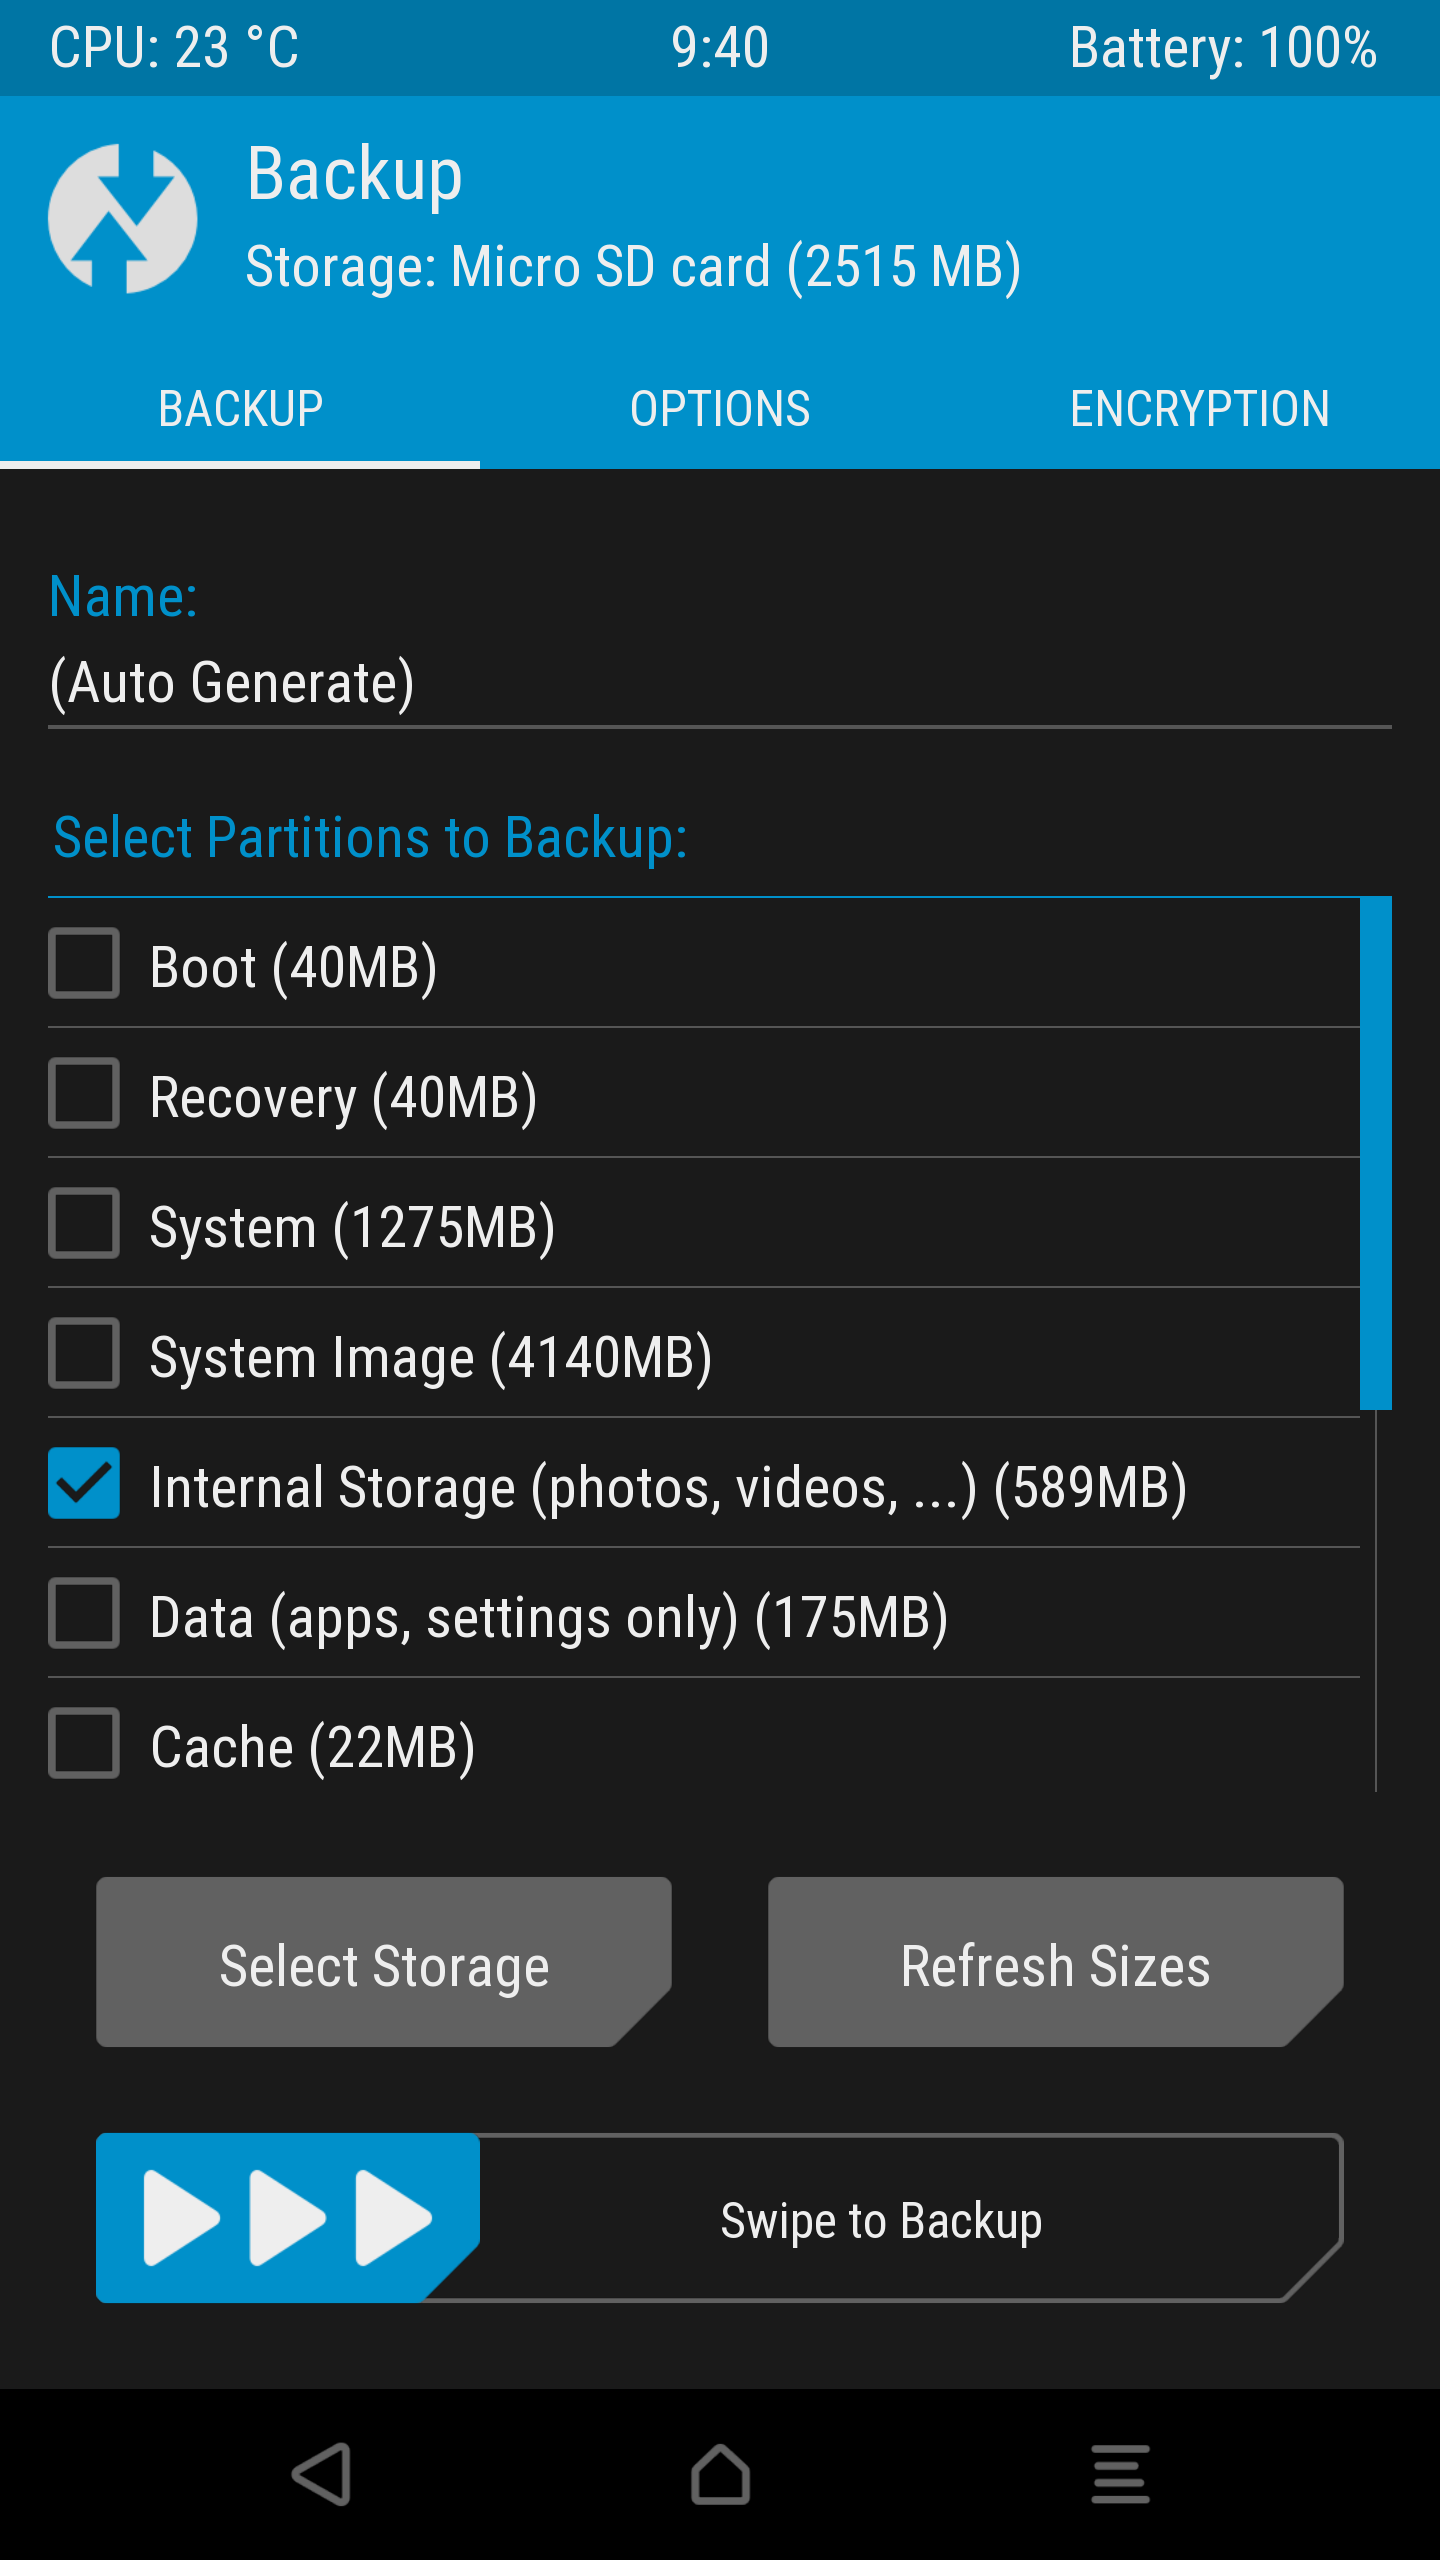 CPU: 23 °C 9:40 Battery: 100%
Backup
Storage: Micro SD card (2515 MB)
BACKUP OPTIONS ENCRYPTION
Name:
(Auto Generate)
Select Partitions to Backup:
Boot (40MB)
Recovery (40MB)
System (1275MB)
System Image (4140MB)
Internal Storage (photos, videos, ...) (589MB)
Data (apps, settings only) (175MB)
Cache (22MB)
Select Storage Refresh Sizes
Swipe to Backup